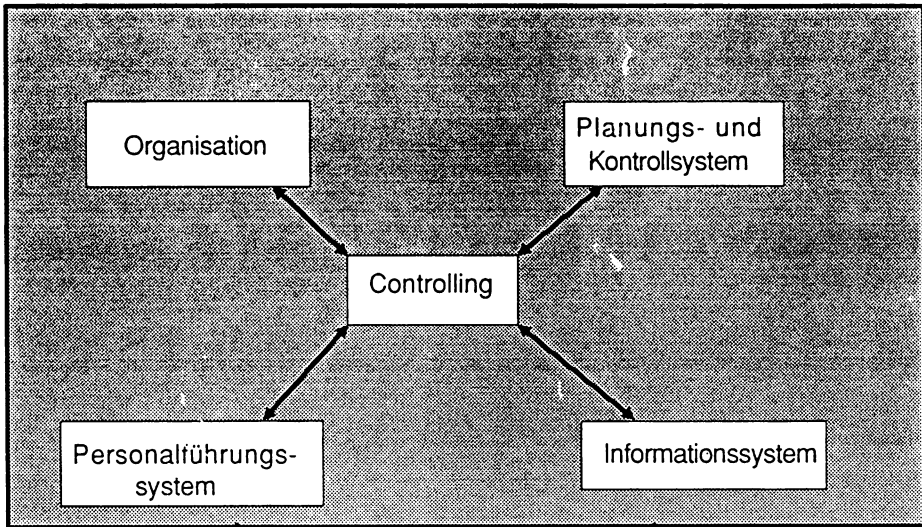 Organisation
Planungs- und
Kontrollsystem
Controlling
Personalführungs-
system
Informationssystem